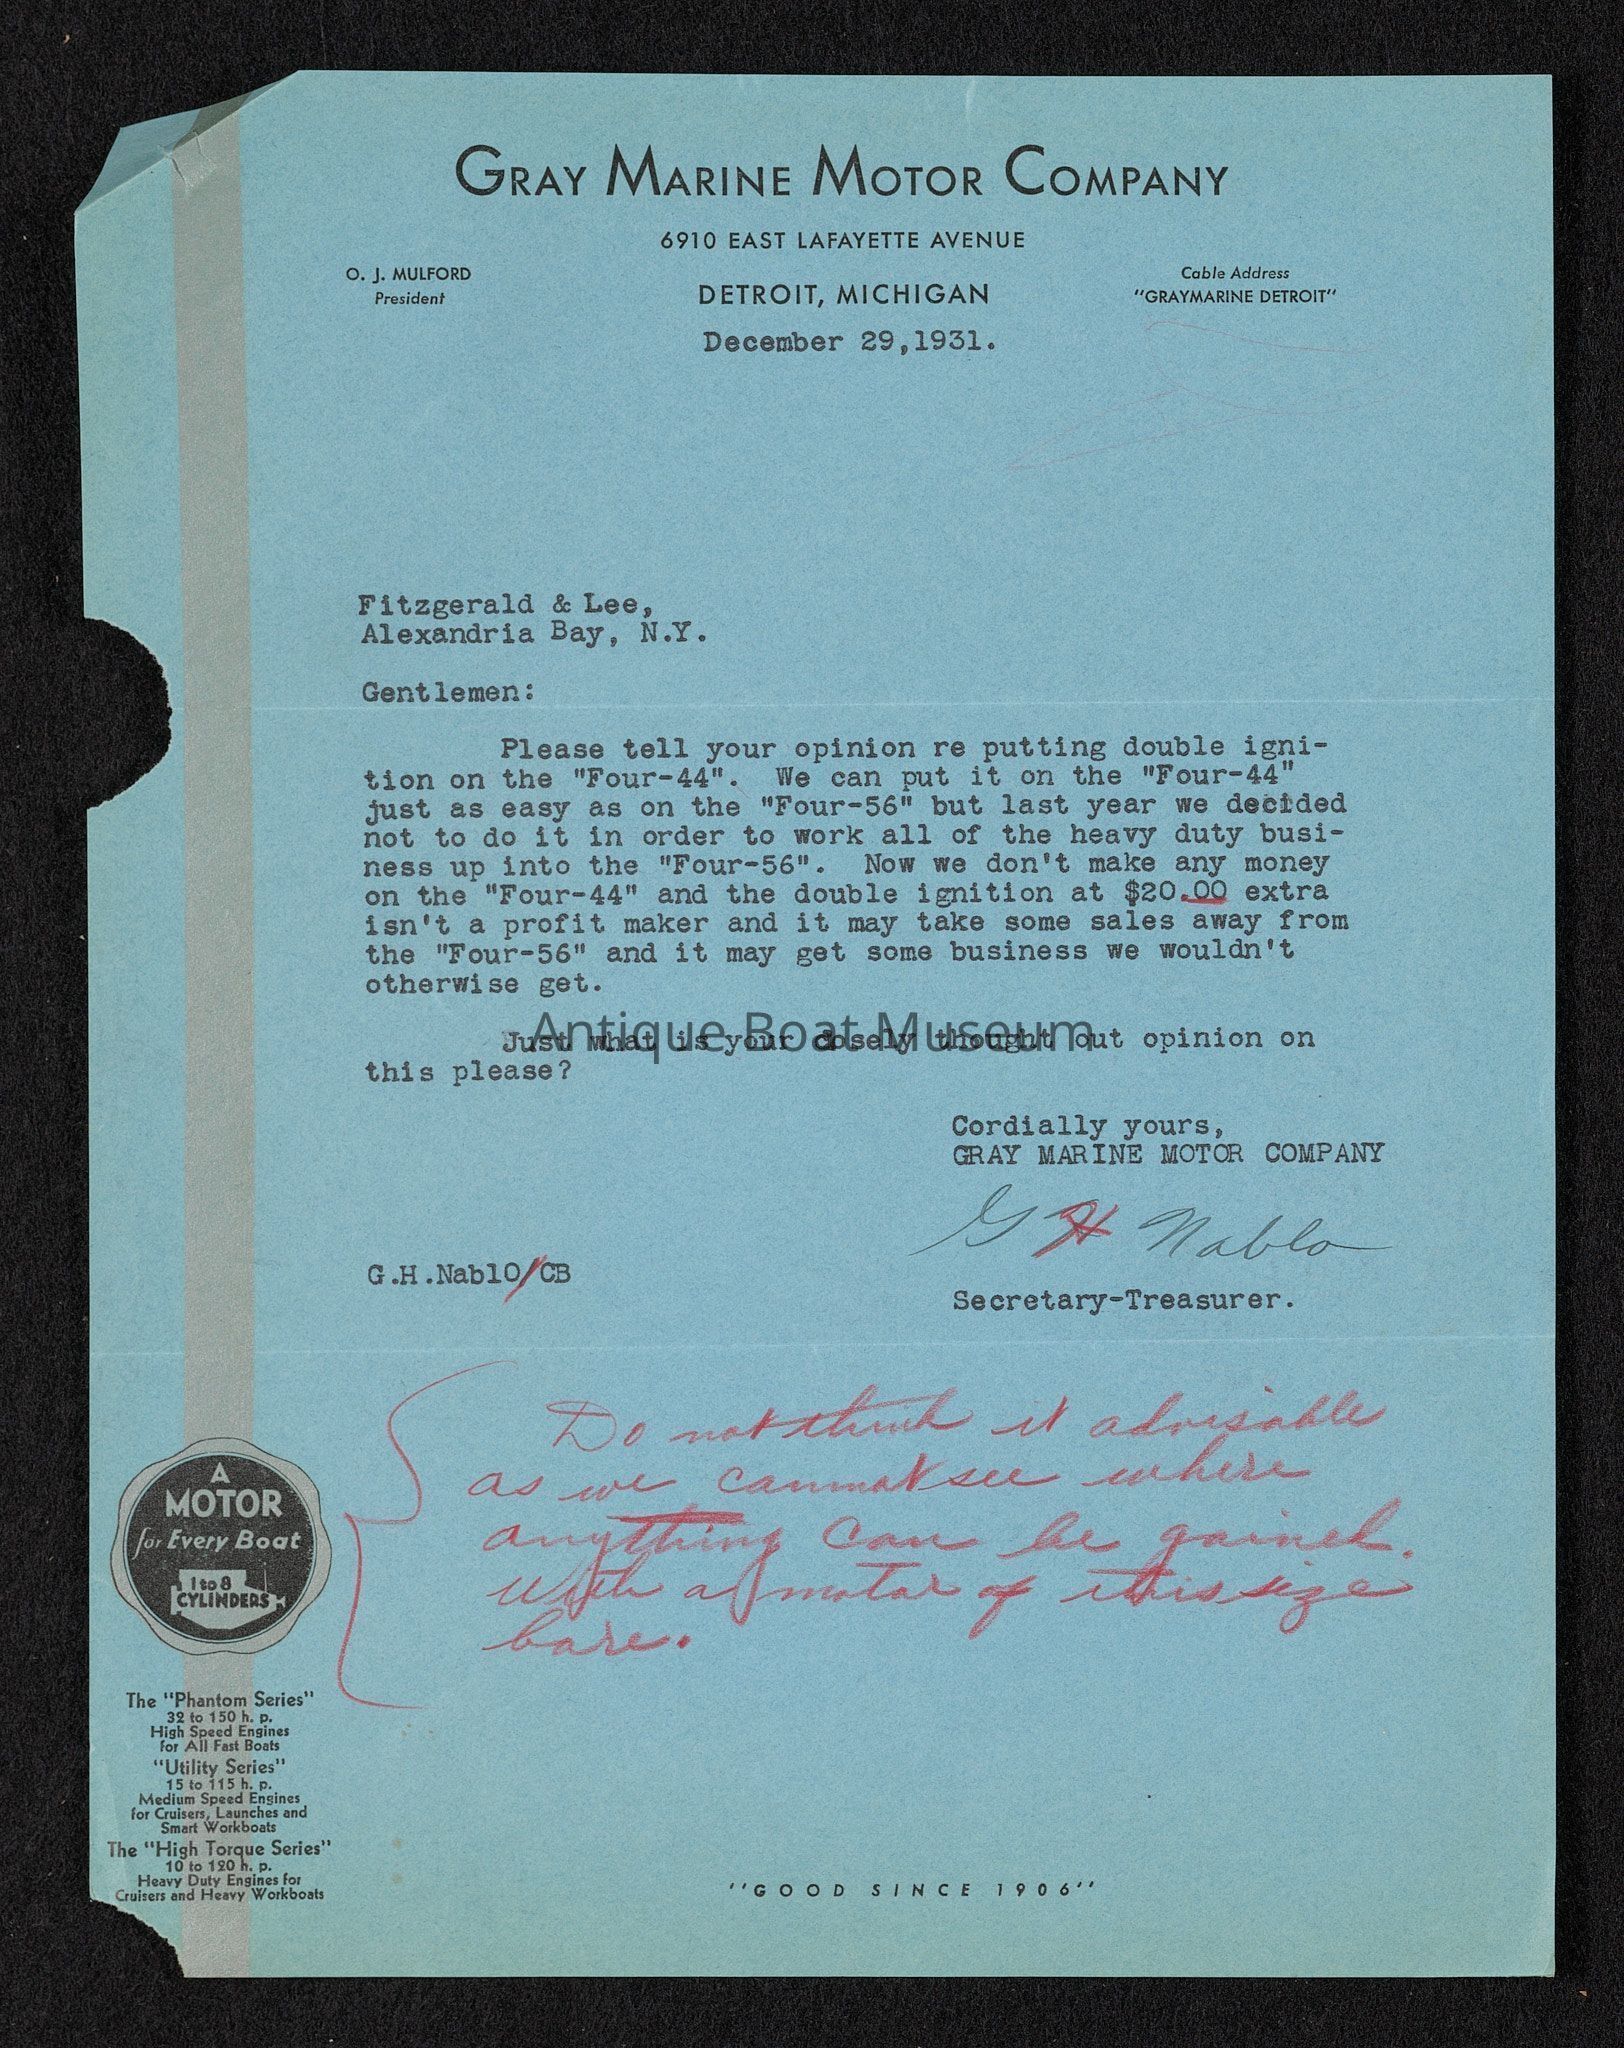 GRAY MARINE MOTOR COMPANY
6910 EAST LAFAYETTE AVENUE
O. J. MULFORD
President
DETROIT, MICHIGAN
Cable Address
"GRAYMARINE DETROIT"
December 29,1931.
Fitzgerald & Lee,
Alexandria Bay, N.Y.
Gentlemen:
Please tell your opinion re putting double igni-
tion on the "Four-44". We can put it on the "Four-44"
just as easy as on the "Four-56" but last year we decided
not to do it in order to work all of the heavy duty busi-
ness up into the "Four-56". Now we don't make any money
on the "Four-44" and the double ignition at $20.00 extra
isn't a profit maker and it may take some sales away from
the "Four-56" and it may get some business we wouldn't
otherwise get.
Just what is your closely thought out opinion on
this please?
Antique Boat Museum
Cordially yours,
GRAY MARINE MOTOR COMPANY
G H Nablo
G.H.NablO/CB
Secretary-Treasurer.
Do not think it advisable
as we cannot see where
anything can be gained.
With a motor of this size
bare.
A
MOTOR
for Every Boat
1 to 8
CYLINDERS
The "Phantom Series"
32 to 150 h. p.
High Speed Engines
for All Fast Boats
"Utility Series"
15 to 115 h. p.
Medium Speed Engines
for Cruisers, Launches and
Smart Workboats
The "High Torque Series"
10 to 120 h. p.
Heavy Duty Engines for
Cruisers and Heavy Workboats
"GOOD SINCE 1906"